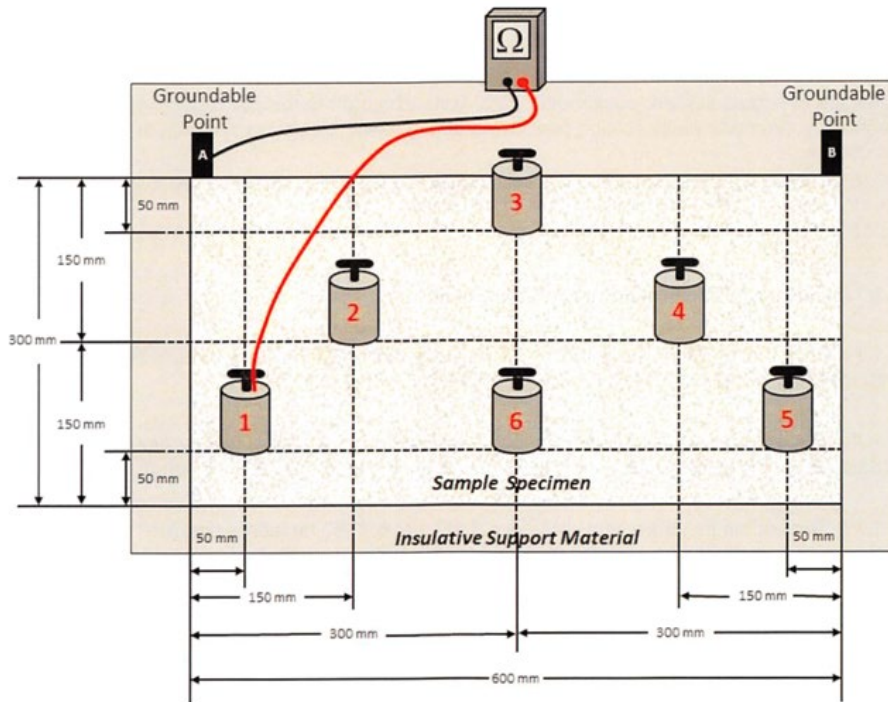 Ω
Groundable
Point
Groundable
Point
A
B
50 mm
3
150 mm
2
4
300 mm
150 mm
1
6
5
50 mm
Sample Specimen
50 mm
Insulative Support Material
50 mm
150 mm
150 mm
300 mm
300 mm
600 mm